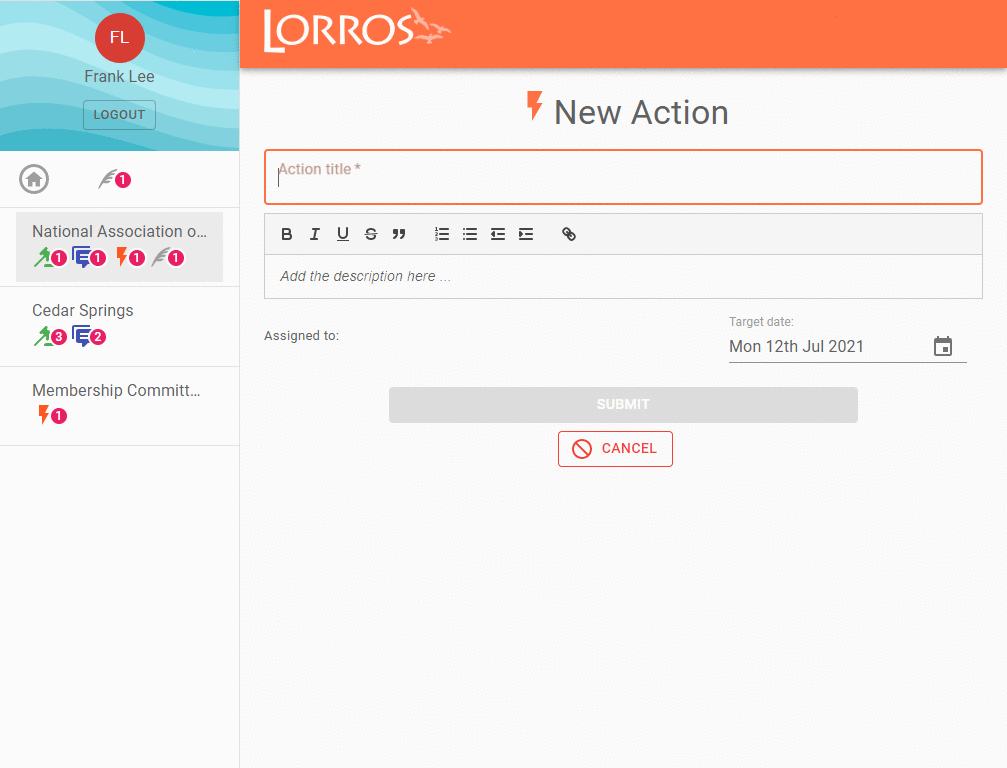 FL
Frank Lee
LOGOUT
1
National Association o...
1 1 1 1
Cedar Springs
3 2
Membership Committ...
1
LORROS
New Action
Action title *
B I U S
Add the description here ...
Assigned to:
Target date:
Mon 12th Jul 2021
SUBMIT
CANCEL